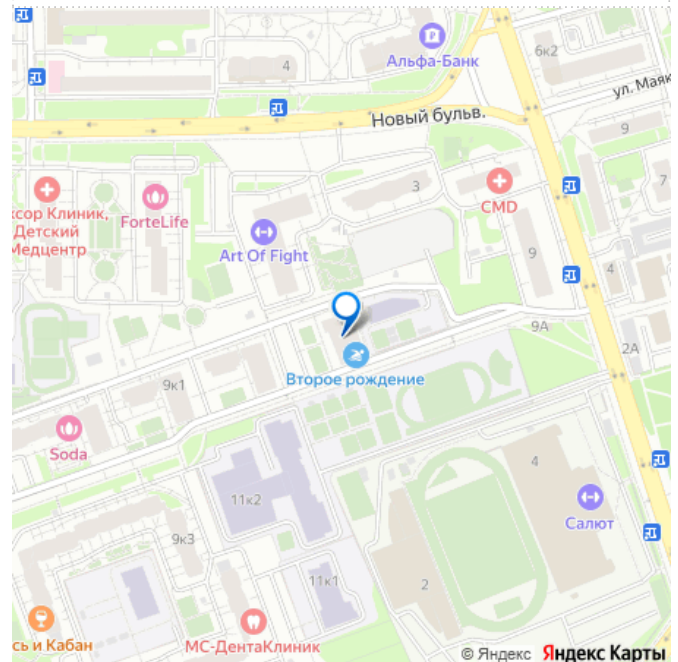 4
Альфа-Банк
6к2
ул. Маяк
Новый бульв.
9
3
7
CMD
ксор Клиник,
Детский
Медцентр
ForteLife
Art Of Fight
9
4
9А
2А
Второе рождение
9к1
Soda
4
11к2
Салют
9к3
11к1
2
сь и Кабан
МС-ДентаКлиник
© Яндекс Яндекс Карты